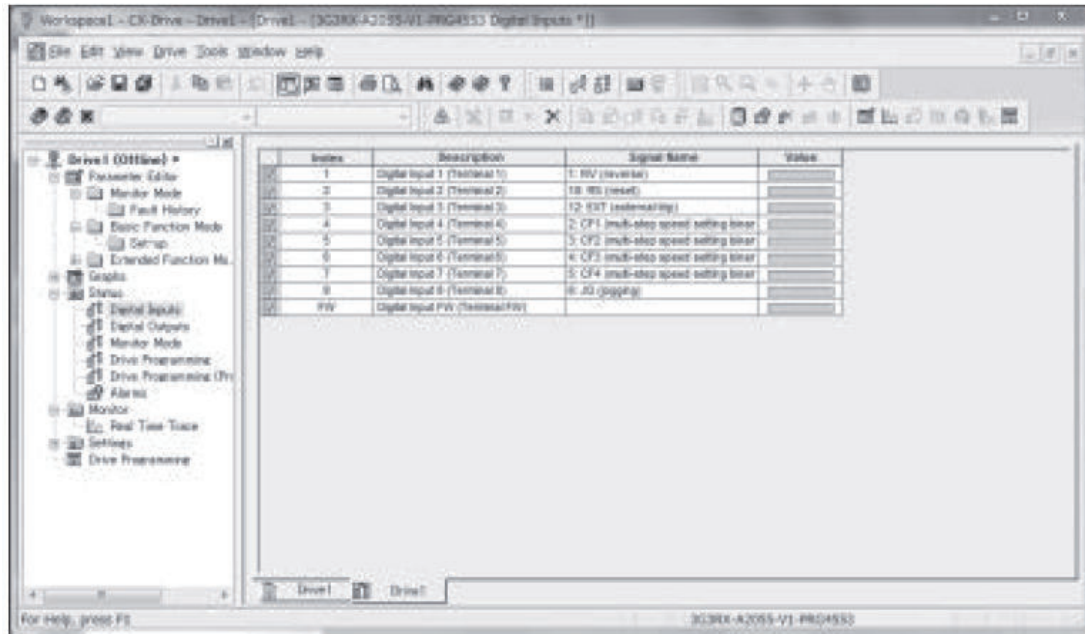 Workspace1 - CX-Drive - Drive1 - [Drive1 - [3G3RX-A2055-V1-PRG4553 Digital Inputs *]]
File Edit View Drive Tools Window Help
Drive1 (Offline) *
Parameter Editor
Monitor Mode
Fault History
Basic Function Mode
Set-up
Extended Function Mo
Graphs
Status
Digital Inputs
Digital Outputs
Monitor Mode
Drive Programming
Drive Programming (Pr
Alarms
Monitor
Real Time Trace
Settings
Drive Programming
Index Description Signal Name Value
1 Digital Input 1 (Terminal 1) 1: RV (reverse)
2 Digital Input 2 (Terminal 2) 18: RS (reset)
3 Digital Input 3 (Terminal 3) 12: EXT (external trip)
4 Digital Input 4 (Terminal 4) 2: CF1 (multi-step speed setting binar
5 Digital Input 5 (Terminal 5) 3: CF2 (multi-step speed setting binar
6 Digital Input 6 (Terminal 6) 4: CF3 (multi-step speed setting binar
7 Digital Input 7 (Terminal 7) 5: CF4 (multi-step speed setting binar
8 Digital Input 8 (Terminal 8) 6: JG (jogging)
FW Digital Input FW (Terminal FW)
Drive1 Drive1
For Help, press F1 3G3RX-A2055-V1-PRG4553